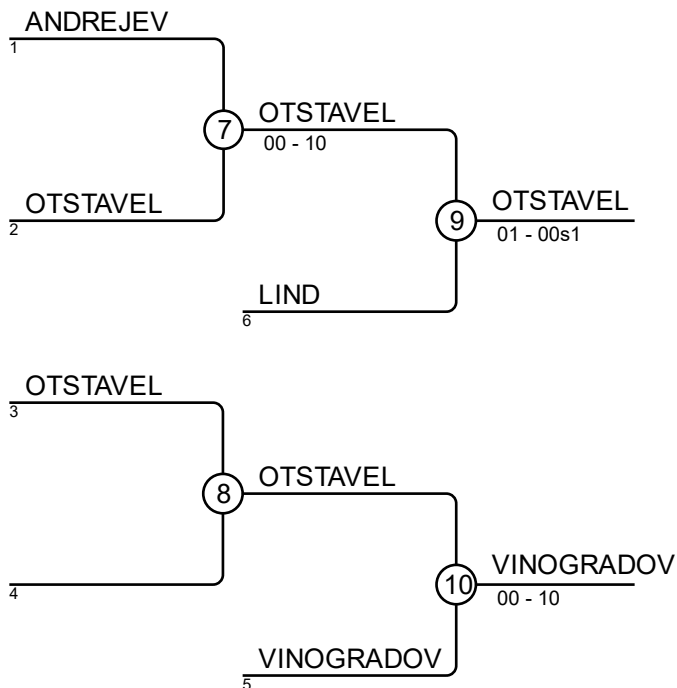 ANDREJEV
1
7
OTSTAVEL
00 - 10
OTSTAVEL
2
9
OTSTAVEL
01 - 00s1
LIND
6
OTSTAVEL
3
8
OTSTAVEL
4
10
VINOGRADOV
00 - 10
VINOGRADOV
5